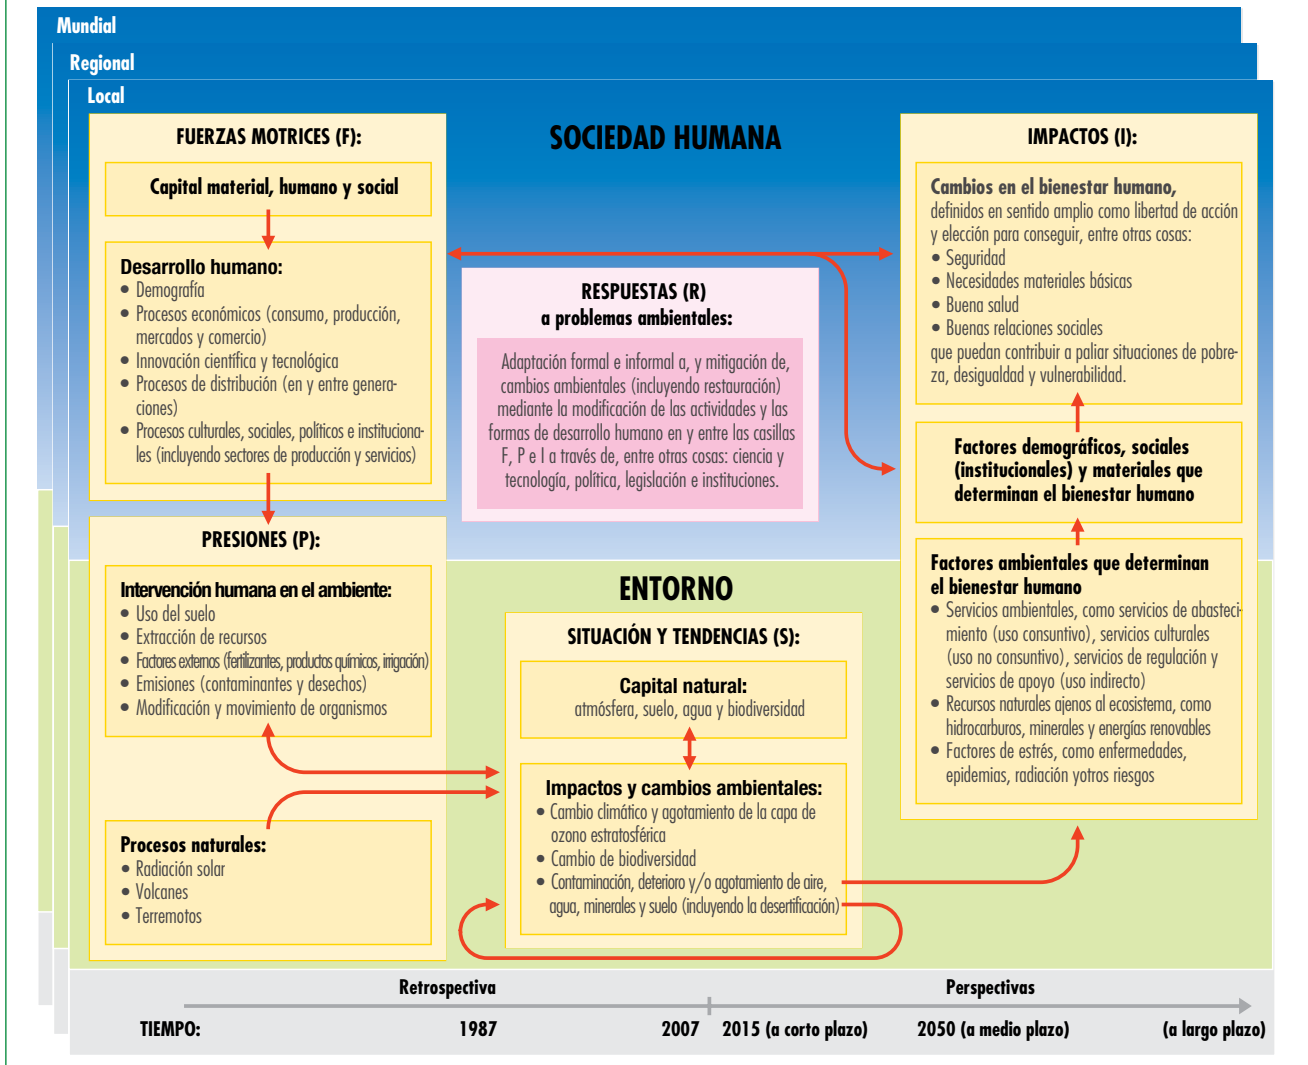 Mundial
Regional
Local
FUERZAS MOTRICES (F):
Capital material, humano y social
Desarrollo humano:
• Demografía
• Procesos económicos (consumo, producción,
mercados y comercio)
• Innovación científica y tecnológica
• Procesos de distribución (en y entre genera-
ciones)
• Procesos culturales, sociales, políticos e instituciona-
les (incluyendo sectores de producción y servicios)
PRESIONES (P):
Intervención humana en el ambiente:
• Uso del suelo
• Extracción de recursos
• Factores externos (fertilizantes, productos químicos, irrigación)
• Emisiones (contaminantes y desechos)
• Modificación y movimiento de organismos
Procesos naturales:
• Radiación solar
• Volcanes
• Terremotos
SOCIEDAD HUMANA
RESPUESTAS (R)
a problemas ambientales:
Adaptación formal e informal a, y mitigación de,
cambios ambientales (incluyendo restauración)
mediante la modificación de las actividades y las
formas de desarrollo humano en y entre las casillas
F, P e I a través de, entre otras cosas: ciencia y
tecnología, política, legislación e instituciones.
ENTORNO
SITUACIÓN Y TENDENCIAS (S):
Capital natural:
atmósfera, suelo, agua y biodiversidad
Impactos y cambios ambientales:
• Cambio climático y agotamiento de la capa de
ozono estratosférica
• Cambio de biodiversidad
• Contaminación, deterioro y/o agotamiento de aire,
agua, minerales y suelo (incluyendo la desertificación)
IMPACTOS (I):
Cambios en el bienestar humano,
definidos en sentido amplio como libertad de acción
y elección para conseguir, entre otras cosas:
• Seguridad
• Necesidades materiales básicas
• Buena salud
• Buenas relaciones sociales
que puedan contribuir a paliar situaciones de pobre-
za, desigualdad y vulnerabilidad.
Factores demográficos, sociales
(institucionales) y materiales que
determinan el bienestar humano
Factores ambientales que determinan
el bienestar humano
• Servicios ambientales, como servicios de abasteci-
miento (uso consuntivo), servicios culturales
(uso no consuntivo), servicios de regulación y
servicios de apoyo (uso indirecto)
• Recursos naturales ajenos al ecosistema, como
hidrocarburos, minerales y energías renovables
• Factores de estrés, como enfermedades,
epidemias, radiación yotros riesgos
Retrospectiva Perspectivas
TIEMPO: 1987 2007 2015 (a corto plazo) 2050 (a medio plazo) (a largo plazo)